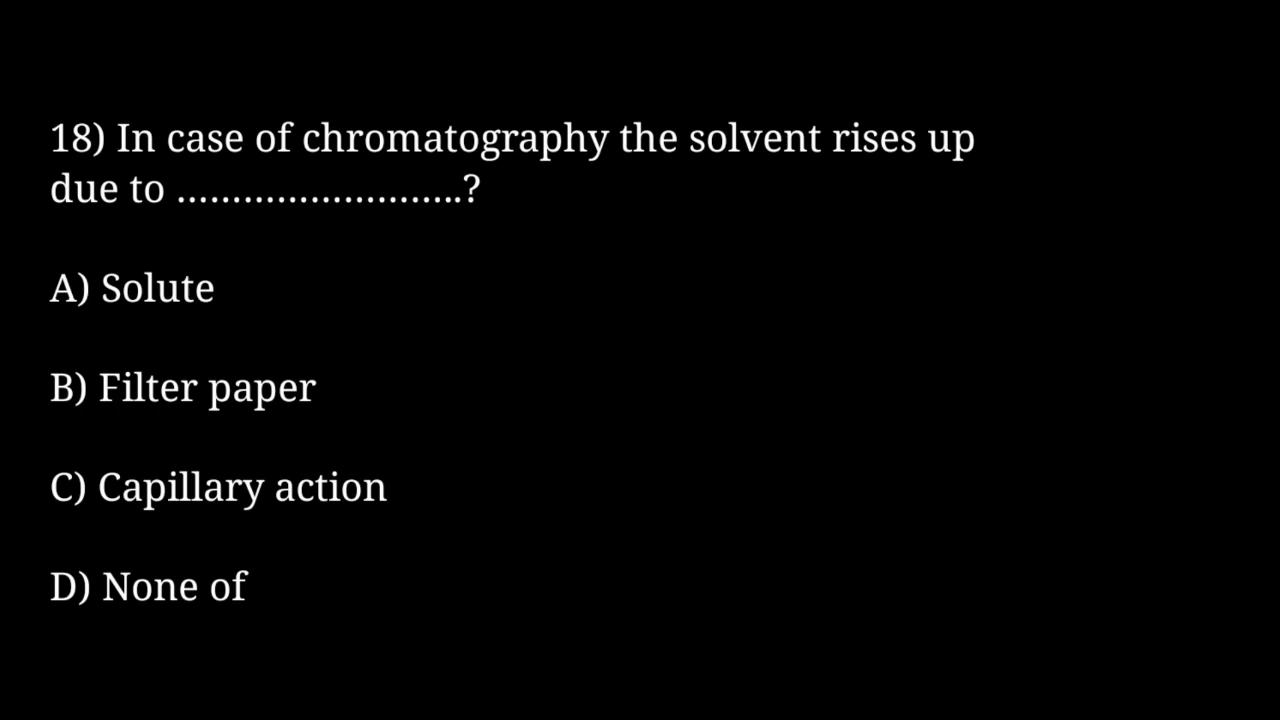 18) In case of chromatography the solvent rises up
due to ..........................?
A) Solute
B) Filter paper
C) Capillary action
D) None of